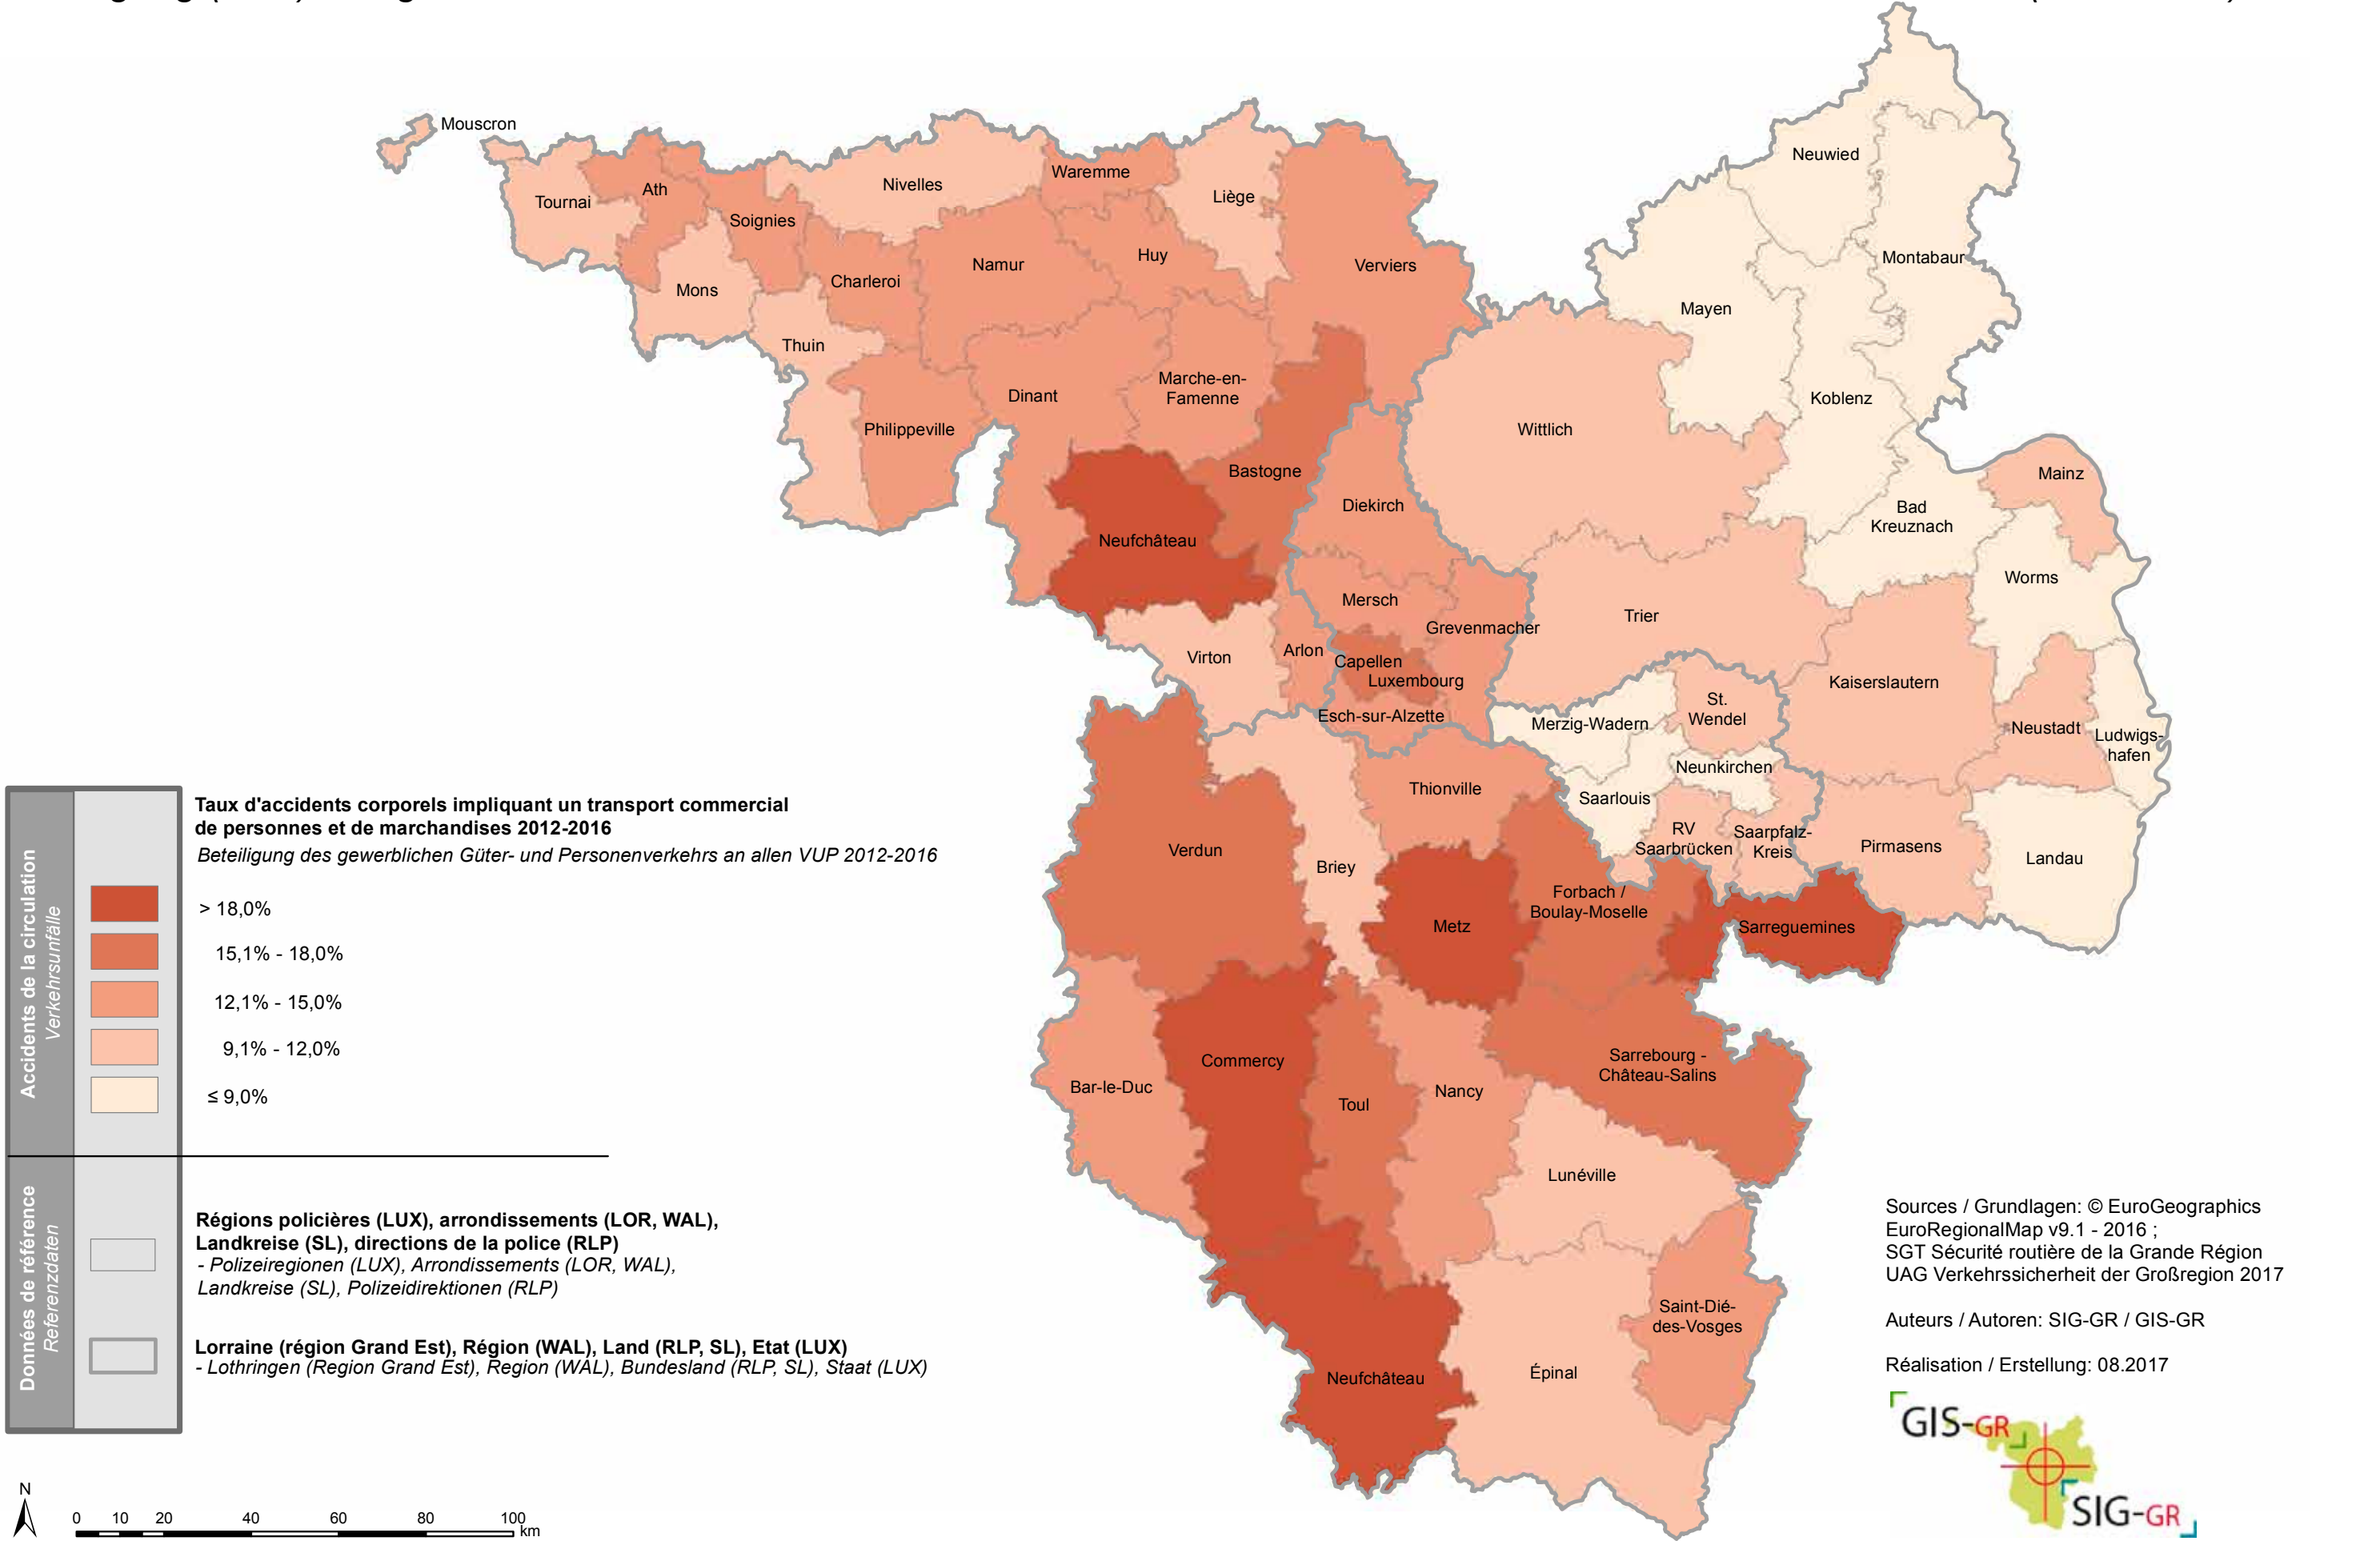 Mouscron
Tournai
Ath
Soignies
Nivelles
Waremme
Liège
Mons
Charleroi
Namur
Huy
Verviers
Thuin
Philippeville
Dinant
Marche-en-
Famenne
Bastogne
Neufchâteau
Virton
Arlon
Diekirch
Mersch
Grevenmacher
Capellen
Luxembourg
Esch-sur-Alzette
Neuwied
Montabaur
Mayen
Koblenz
Wittlich
Mainz
Bad
Kreuznach
Worms
Trier
Kaiserslautern
Neustadt
Ludwigs-
hafen
Pirmasens
Landau
Merzig-Wadern
St.
Wendel
Neunkirchen
Saarlouis
RV
Saarbrücken
Saarpfalz-
Kreis
Thionville
Verdun
Briey
Metz
Forbach /
Boulay-Moselle
Sarreguemines
Commercy
Bar-le-Duc
Toul
Nancy
Sarrebourg -
Château-Salins
Lunéville
Saint-Dié-
des-Vosges
Neufchâteau
Épinal
Accidents de la circulation
Verkehrsunfälle
Taux d'accidents corporels impliquant un transport commercial
de personnes et de marchandises 2012-2016
Beteiligung des gewerblichen Güter- und Personenverkehrs an allen VUP 2012-2016
> 18,0%
15,1% - 18,0%
12,1% - 15,0%
9,1% - 12,0%
≤ 9,0%
Données de référence
Referenzdaten
Régions policières (LUX), arrondissements (LOR, WAL),
Landkreise (SL), directions de la police (RLP)
- Polizeiregionen (LUX), Arrondissements (LOR, WAL),
Landkreise (SL), Polizeidirektionen (RLP)
Lorraine (région Grand Est), Région (WAL), Land (RLP, SL), Etat (LUX)
- Lothringen (Region Grand Est), Region (WAL), Bundesland (RLP, SL), Staat (LUX)
N
0 10 20 40 60 80 100
km
Sources / Grundlagen: © EuroGeographics
EuroRegionalMap v9.1 - 2016 ;
SGT Sécurité routière de la Grande Région
UAG Verkehrssicherheit der Großregion 2017
Auteurs / Autoren: SIG-GR / GIS-GR
Réalisation / Erstellung: 08.2017
GIS-GR
SIG-GR